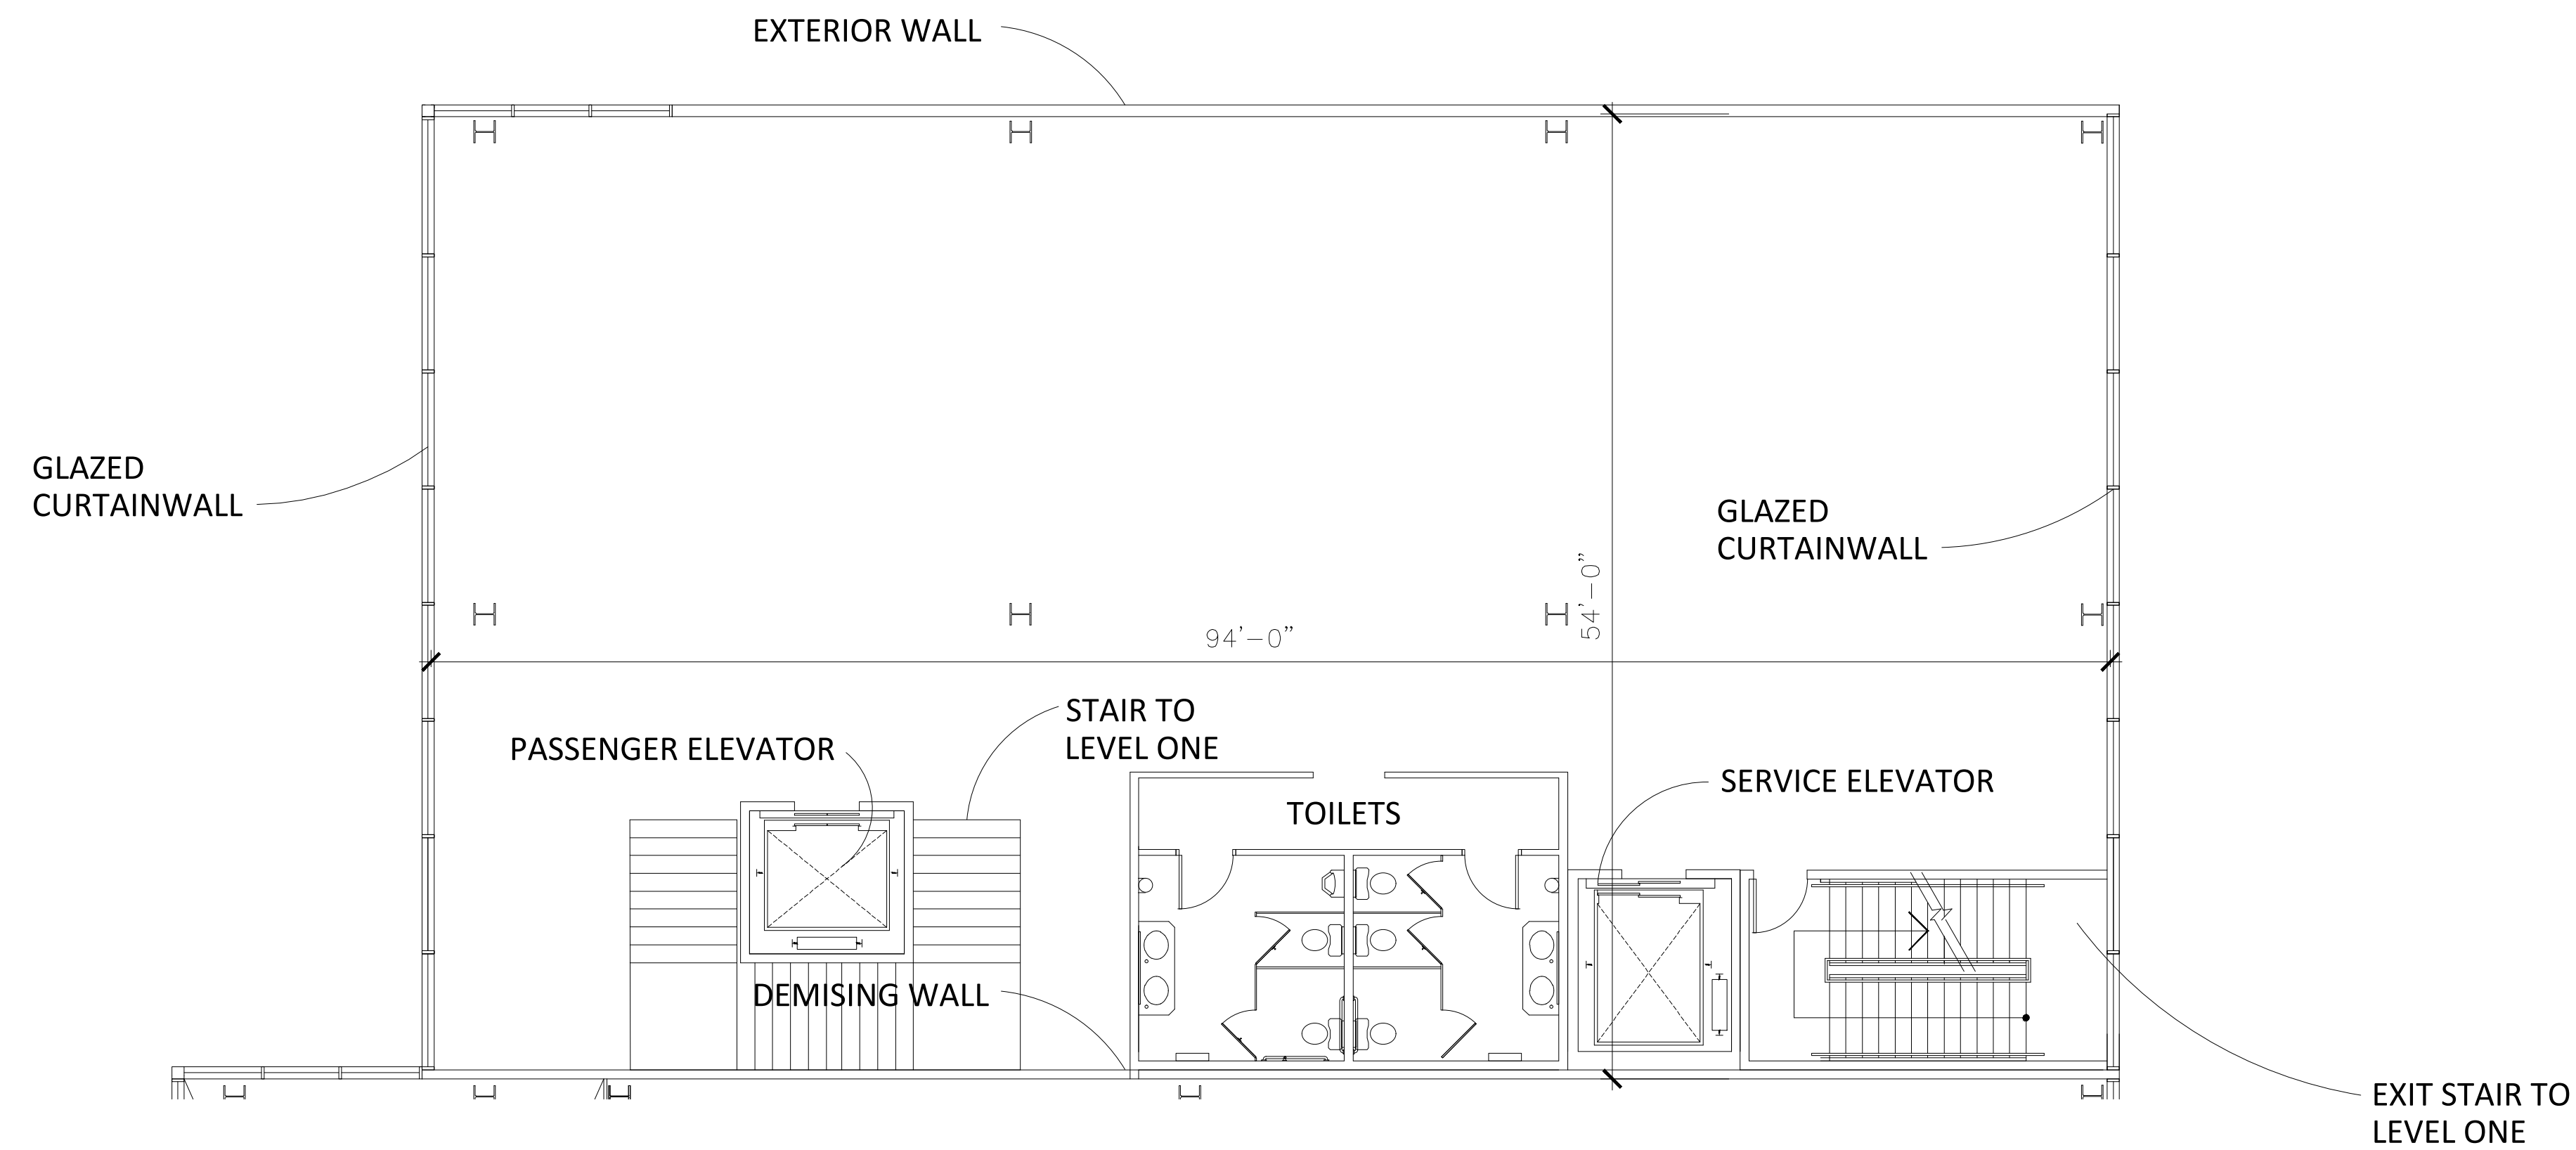 EXTERIOR WALL
GLAZED
CURTAINWALL
GLAZED
CURTAINWALL
54'-0"
94'-0"
STAIR TO
LEVEL ONE
PASSENGER ELEVATOR
SERVICE ELEVATOR
TOILETS
DEMISING WALL
EXIT STAIR TO
LEVEL ONE